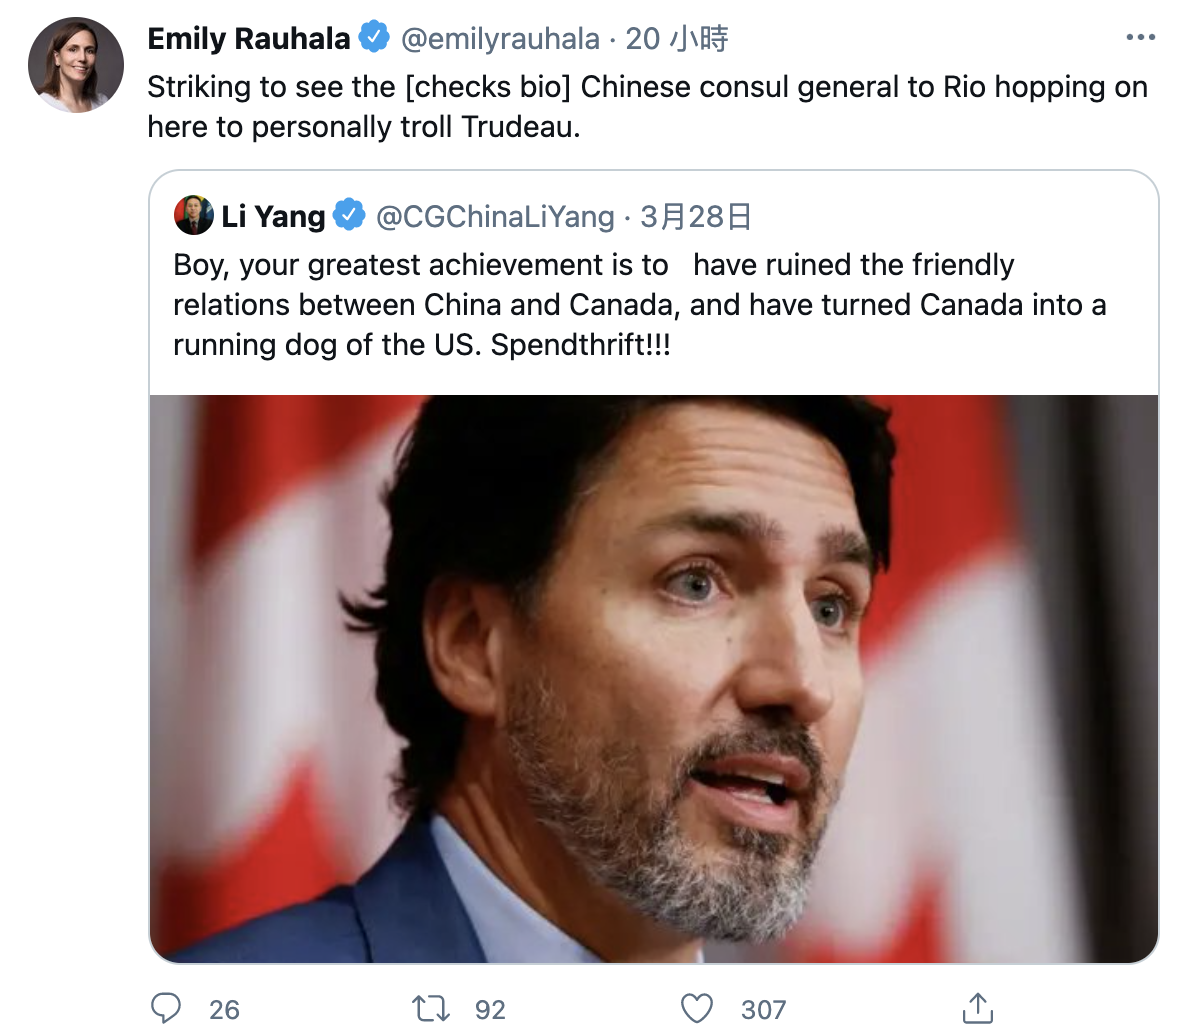 Emily Rauhala @emilyrauhala · 20 小時
Striking to see the [checks bio] Chinese consul general to Rio hopping on
here to personally troll Trudeau.
Li Yang @CGChinaLiYang · 3月28日
Boy, your greatest achievement is to   have ruined the friendly
relations between China and Canada, and have turned Canada into a
running dog of the US. Spendthrift!!!
26 92 307